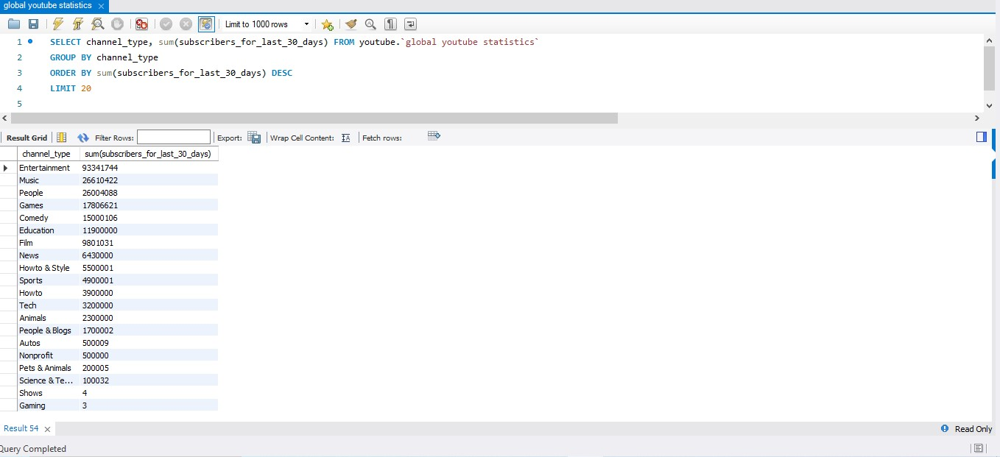 global youtube statistics
Limit to 1000 rows
1 SELECT channel_type, sum(subscribers_for_last_30_days) FROM youtube.`global youtube statistics`
2 GROUP BY channel_type
3 ORDER BY sum(subscribers_for_last_30_days) DESC
4 LIMIT 20
5
Result Grid Filter Rows: Export: Wrap Cell Content: IA Fetch rows:
channel_type sum(subscribers_for_last_30_days)
Entertainment 93341744
Music 26610422
People 26004088
Games 17806621
Comedy 15000106
Education 11900000
Film 9801031
News 6430000
Howto & Style 5500001
Sports 4900001
Howto 3900000
Tech 3200000
Animals 2300000
People & Blogs 1700002
Autos 500009
Nonprofit 500000
Pets & Animals 200005
Science & Te... 100032
Shows 4
Gaming 3
Result 54 Read Only
Query Completed